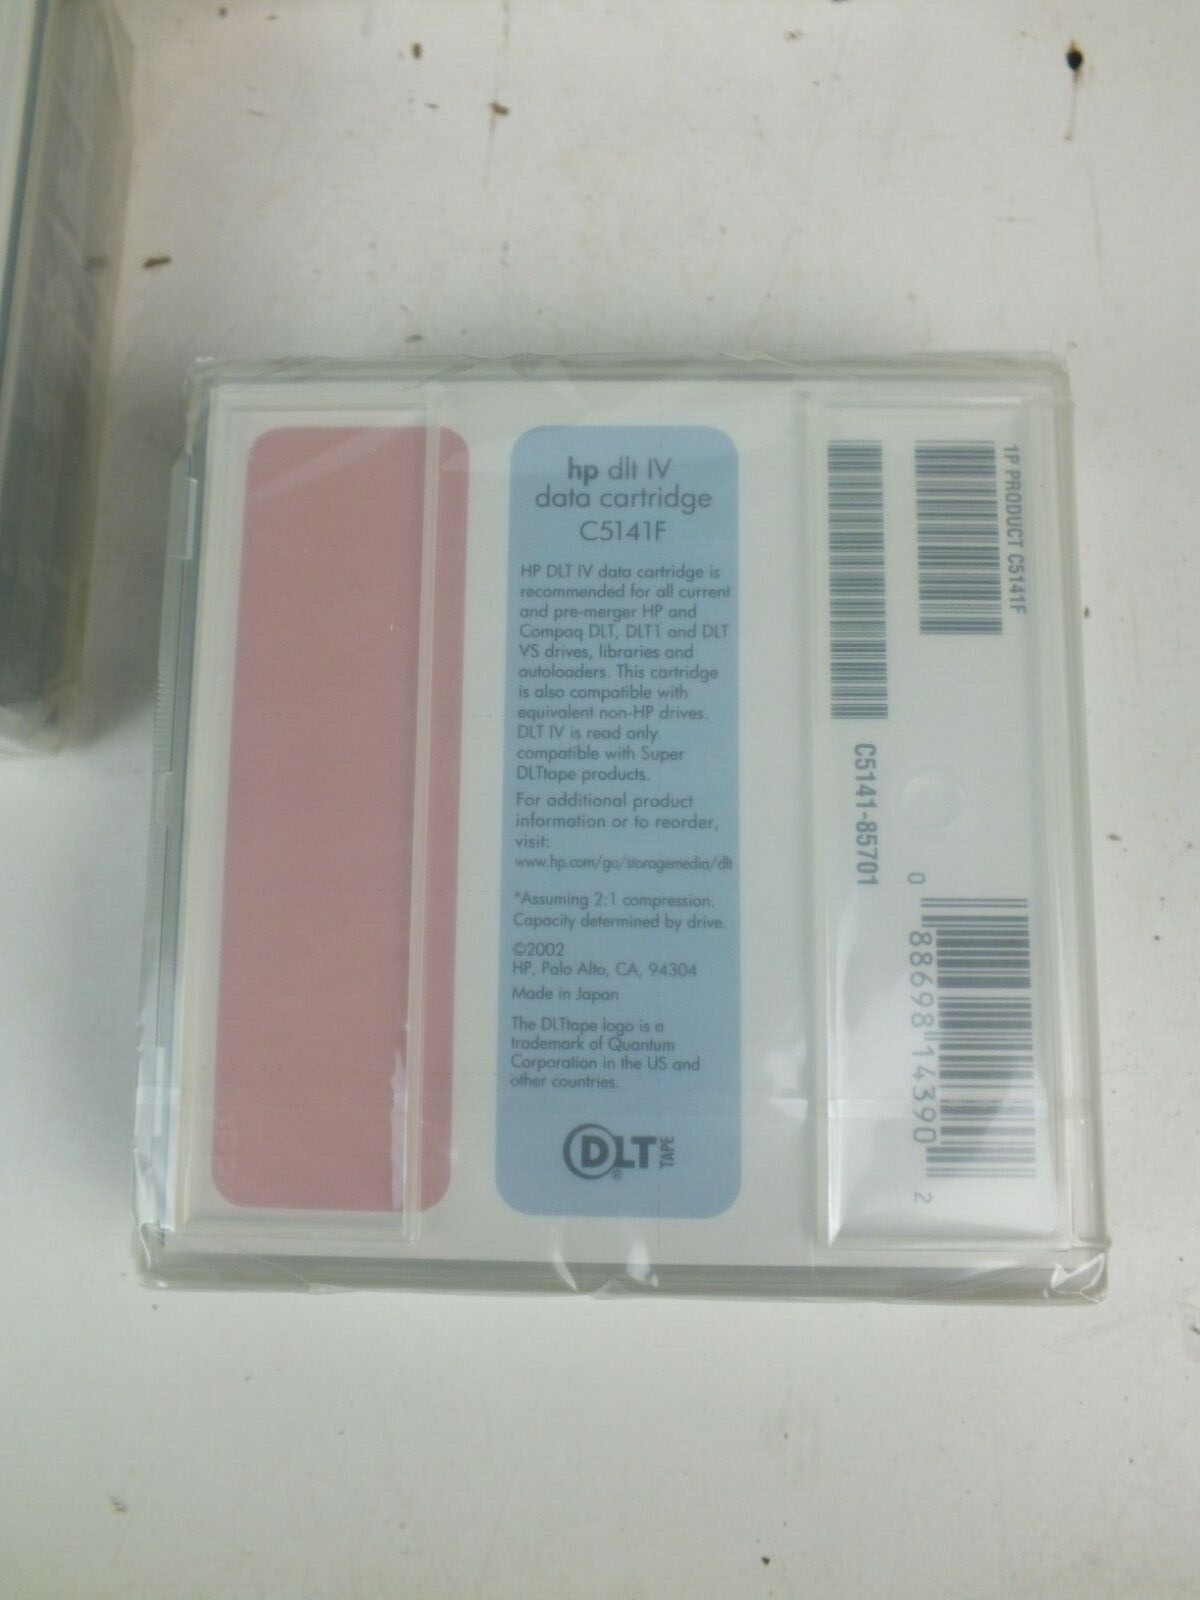 hp dlt IV
data cartridge
C5141F
HP DLT IV data cartridge is
recommended for all current
and pre-merger HP and
Compaq DLT, DLT1 and DLT
VS drives, libraries and
autoloaders. This cartridge
is also compatible with
equivalent non-HP drives.
DLT IV is read only
compatible with Super
DLTtape products.
For additional product
information or to reorder,
visit:
www.hp.com/go/storagemedia/dlt
*Assuming 2:1 compression.
Capacity determined by drive.
©2002
HP, Palo Alto, CA, 94304
Made in Japan
The DLTtape logo is a
trademark of Quantum
Corporation in the US and
other countries.
DLT TAPE ®
1P PRODUCT C5141F
C5141-85701
0 88698 14390 2